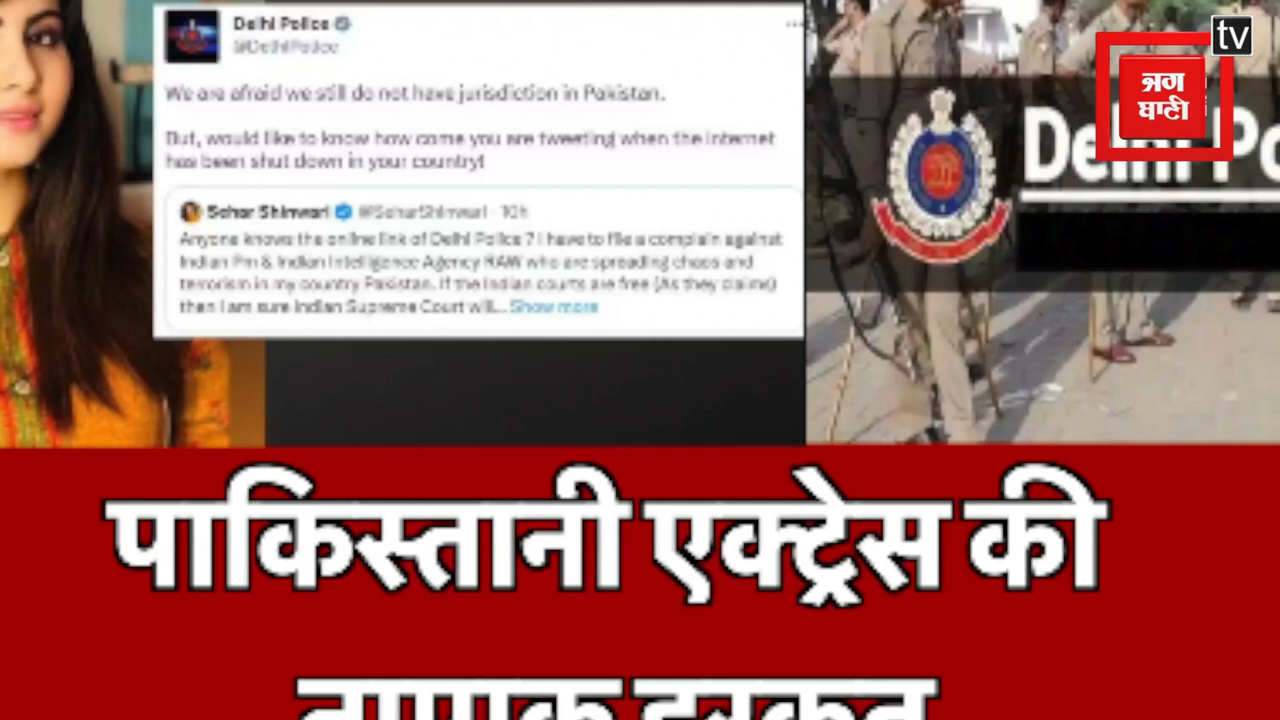 Delhi Police
@DelhiPolice
We are afraid we still do not have jurisdiction in Pakistan.
But, would like to know how come you are tweeting when the internet
has been shut down in your country!
Sehar Shinwari @SeharShinwari · 10h
Anyone knows the online link of Delhi Police ? I have to file a complain against
Indian Pm & Indian Intelligence Agency RAW who are spreading chaos and
terrorism in my country Pakistan. If the Indian courts are free (As they claims)
then I am sure Indian Supreme Court will... Show more
tv
ਜਗ
ਬਾਣੀ
Delhi Po
पाकिस्तानी एक्ट्रेस की